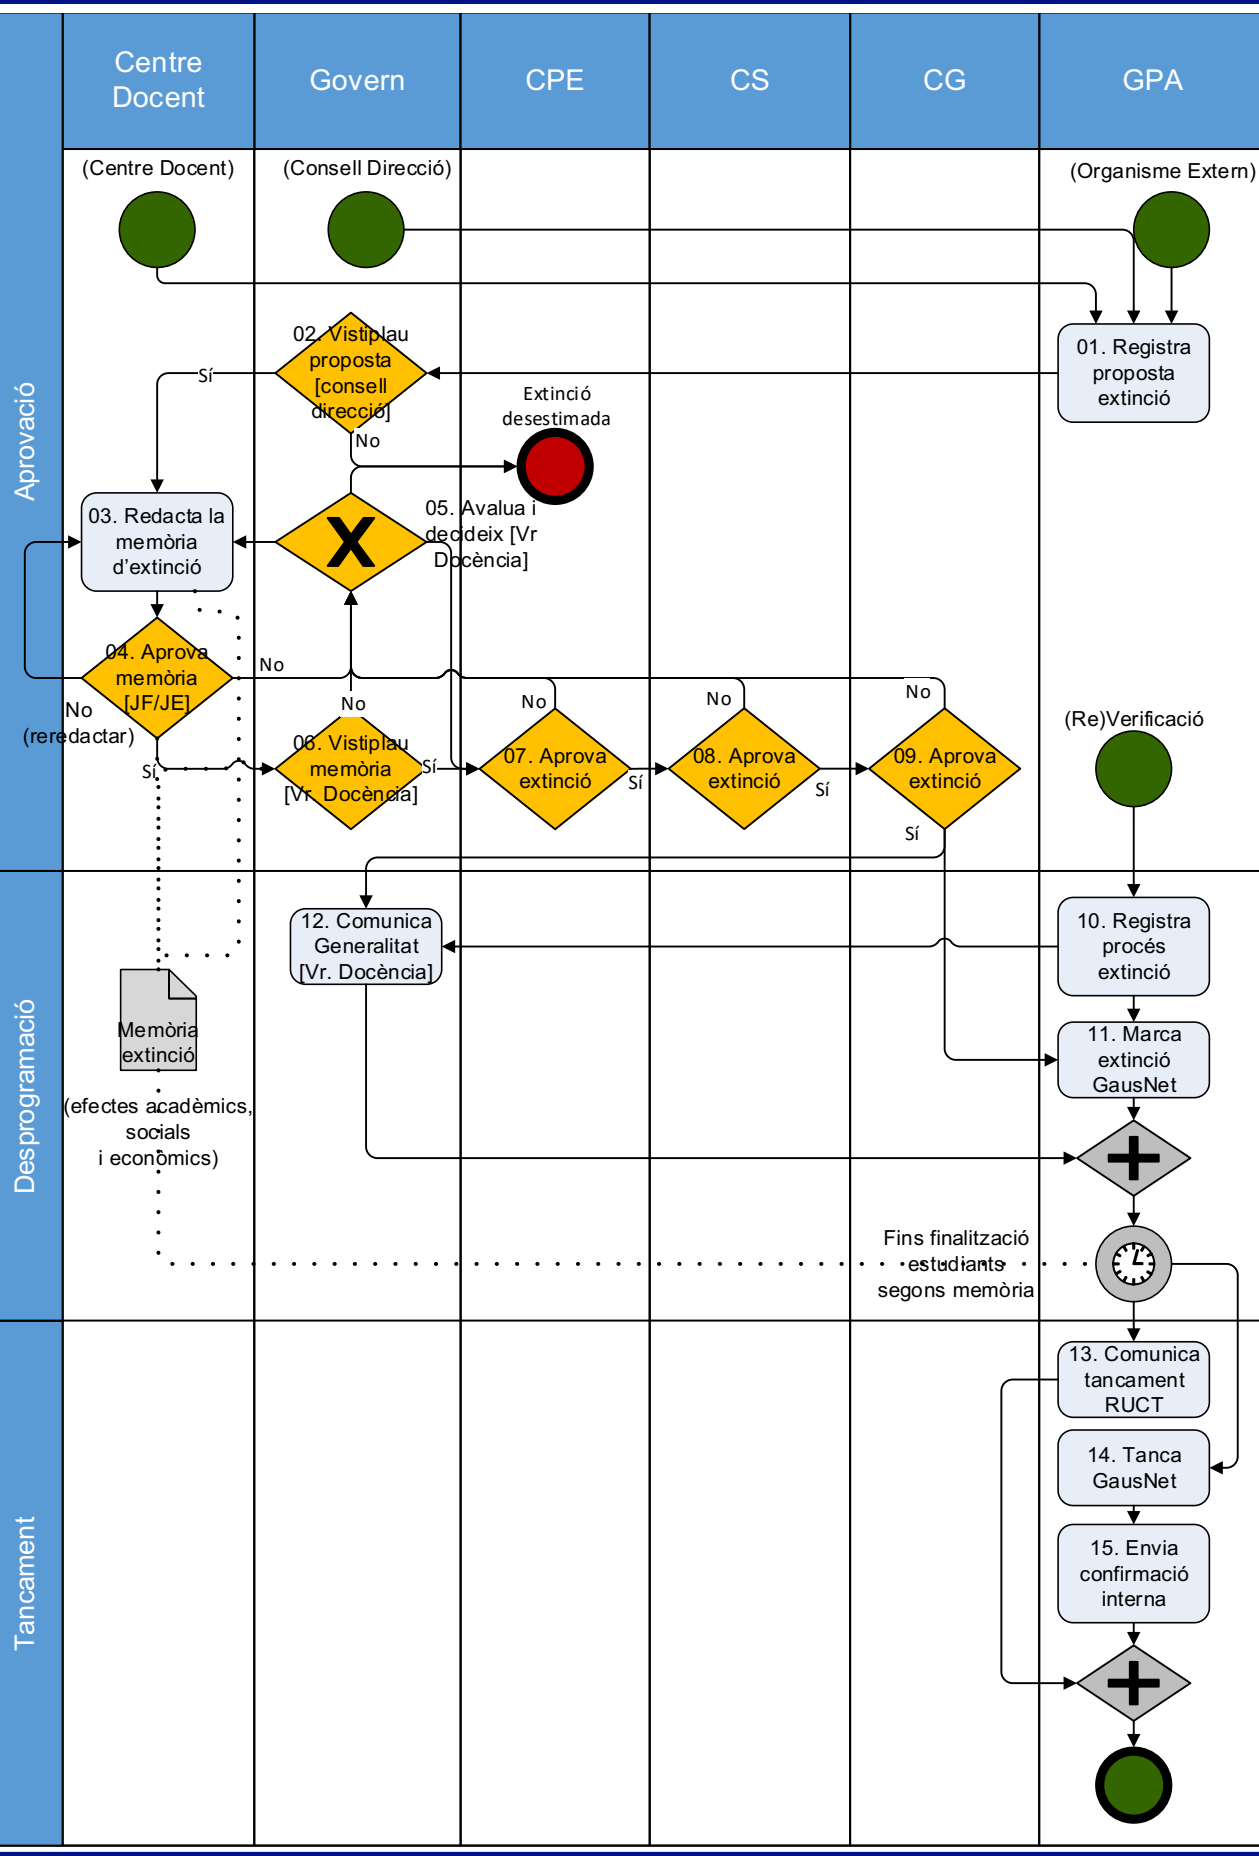 Centre
Docent
Govern
CPE
CS
CG
GPA
Aprovació
(Centre Docent)
(Consell Direcció)
(Organisme Extern)
02. Vistiplau
proposta
[consell
direcció]
01. Registra
proposta
extinció
Sí
No
Extinció
desestimada
03. Redacta la
memòria
d'extinció
X
05. Avalua i
decideix [Vr
Docència]
04. Aprova
memòria
[JF/JE]
No
No
(reredactar)
Sí
No
06. Vistiplau
memòria
[Vr. Docència]
Sí
No
07. Aprova
extinció
Sí
No
08. Aprova
extinció
Sí
No
09. Aprova
extinció
Sí
(Re)Verificació
Desprogramació
12. Comunica
Generalitat
[Vr. Docència]
10. Registra
procés
extinció
11. Marca
extinció
GausNet
Memòria
extinció
(efectes acadèmics,
socials
i econòmics)
Fins finalització
estudiants
segons memòria
Tancament
13. Comunica
tancament
RUCT
14. Tanca
GausNet
15. Envia
confirmació
interna